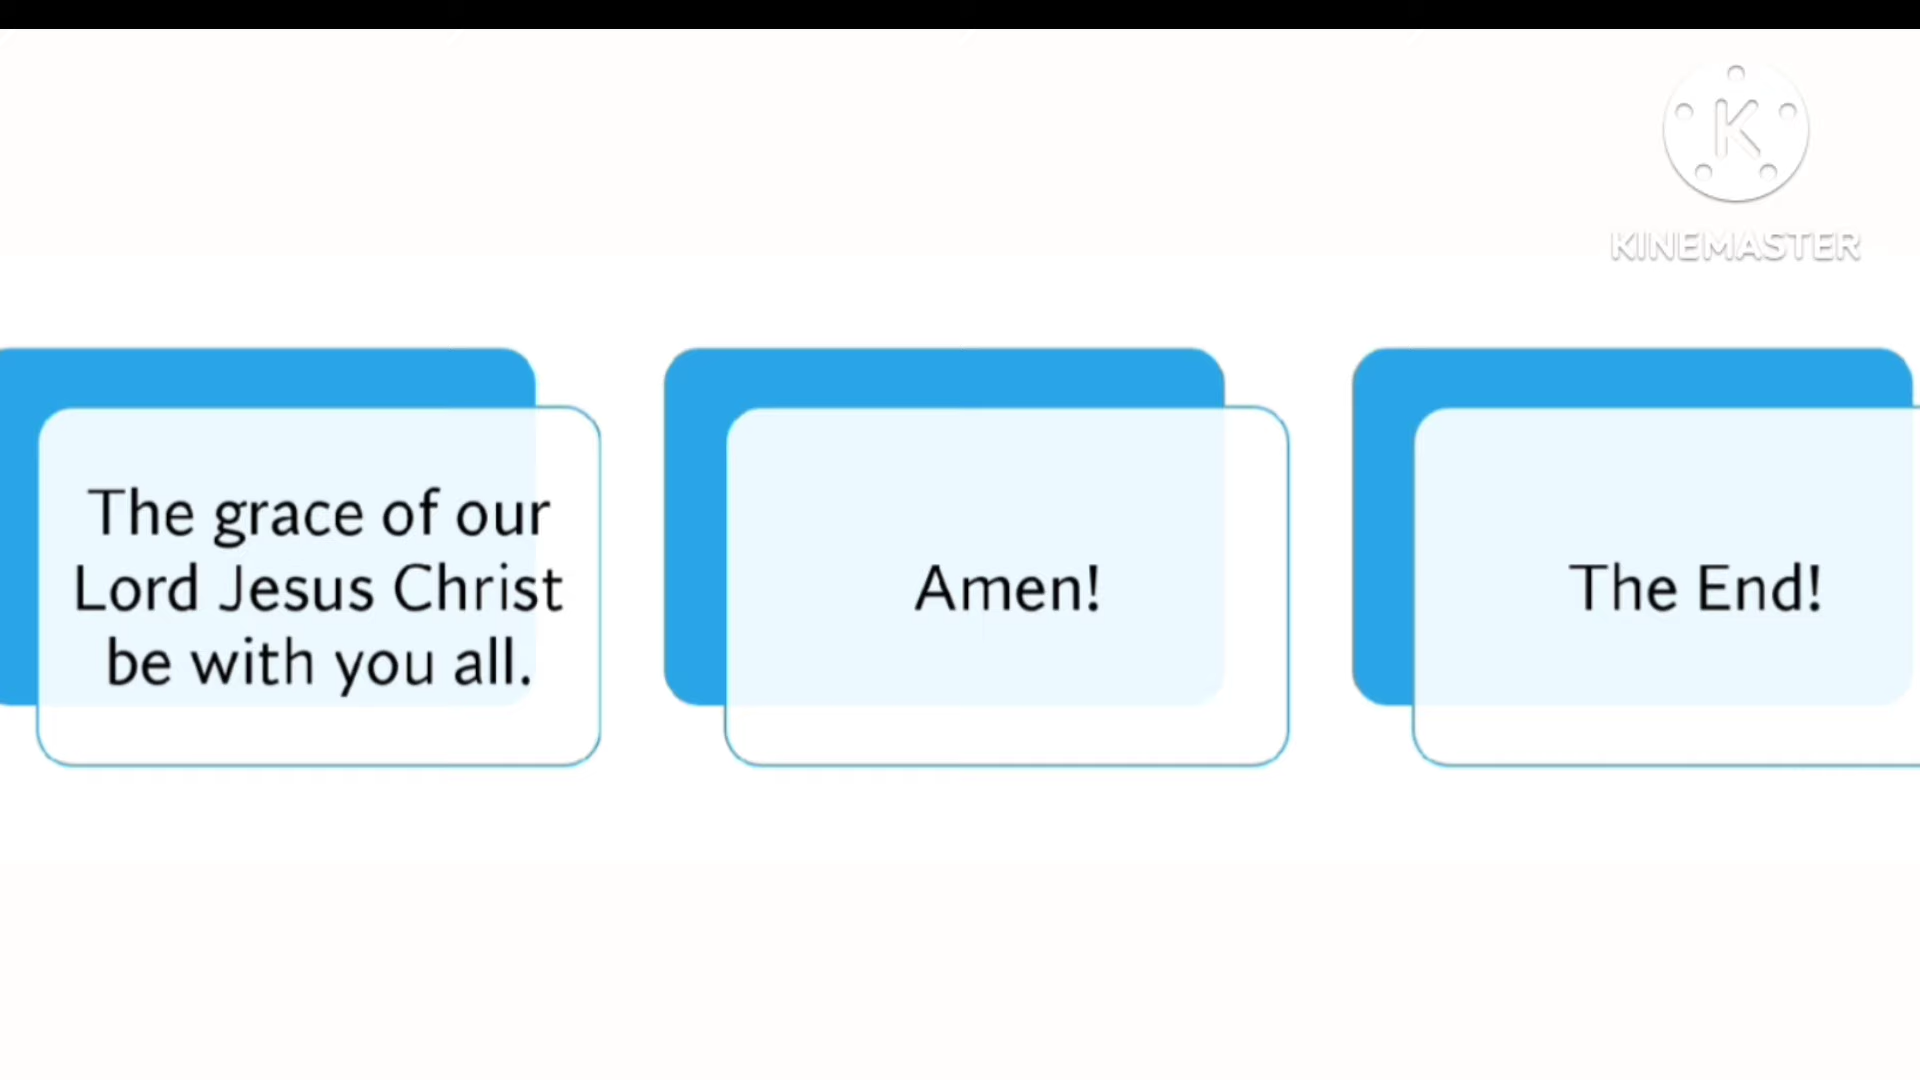 K
KINEMASTER
The grace of our
Lord Jesus Christ
be with you all.
Amen!
The End!